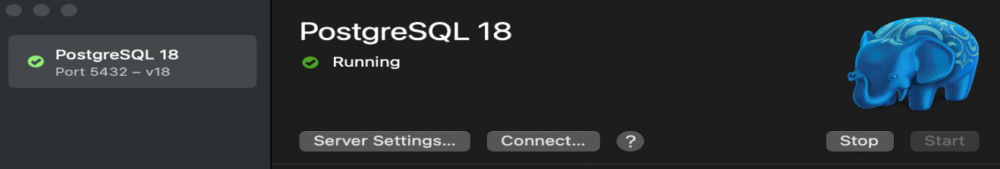 PostgreSQL 18
Port 5432 – v18
PostgreSQL 18
Running
Server Settings...
Connect...
?
Stop
Start